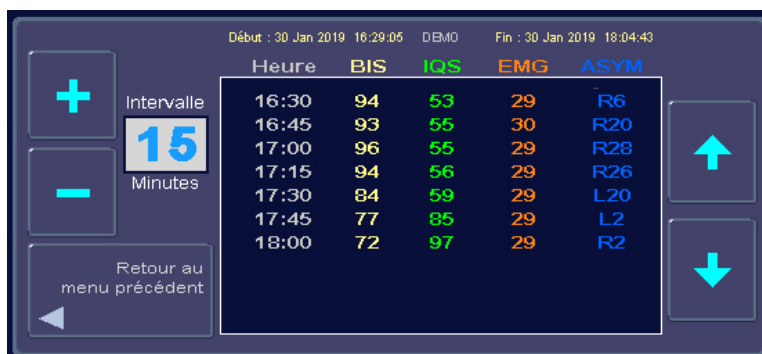 Début : 30 Jan 2019 16:29:05 DEMO Fin : 30 Jan 2019 18:04:43
Heure BIS IQS EMG ASYM
16:30 94 53 29 R6
16:45 93 55 30 R20
17:00 96 55 29 R28
17:15 94 56 29 R26
17:30 84 59 29 L20
17:45 77 85 29 L2
18:00 72 97 29 R2
+
Intervalle
15
Minutes
−
Retour au
menu précédent